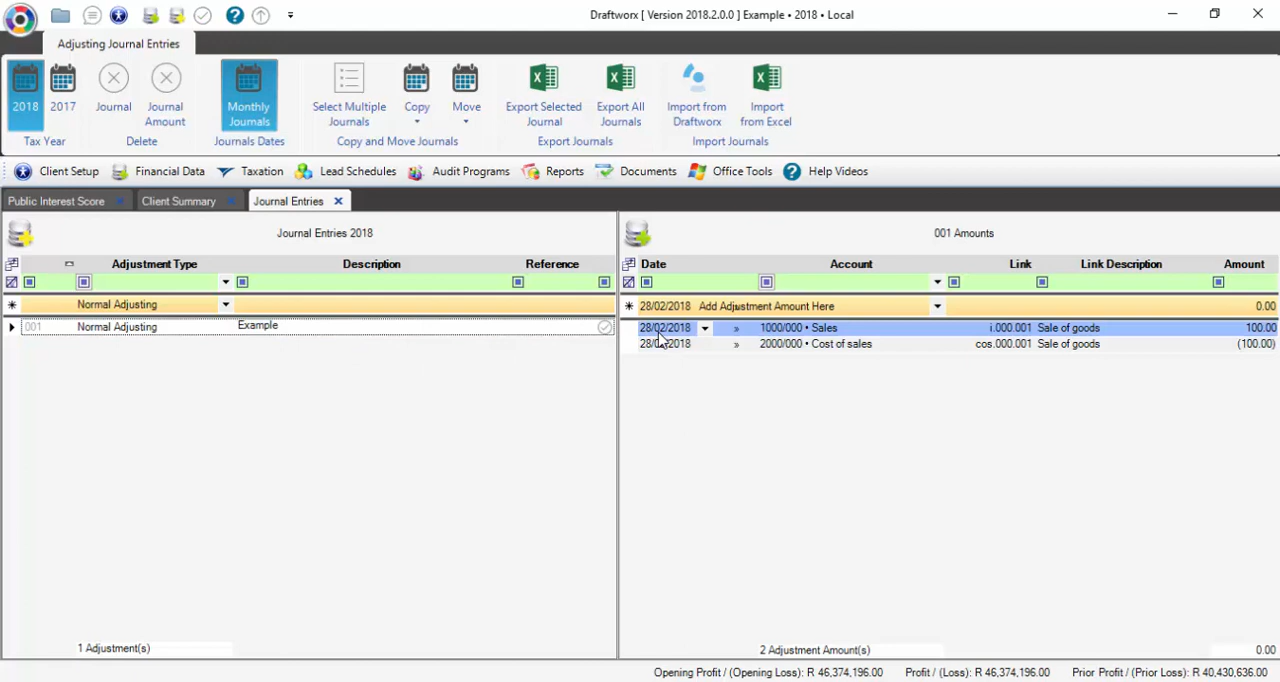 Draftworx [ Version 2018.2.0.0 ] Example • 2018 • Local
Adjusting Journal Entries
2018
2017
Journal
Journal
Amount
Monthly
Journals
Select Multiple
Journals
Copy
Move
Export Selected
Journal
Export All
Journals
Import from
Draftworx
Import
from Excel
Tax Year
Delete
Journals Dates
Copy and Move Journals
Export Journals
Import Journals
Client Setup
Financial Data
Taxation
Lead Schedules
Audit Programs
Reports
Documents
Office Tools
Help Videos
Public Interest Score
Client Summary
Journal Entries
Journal Entries 2018
Adjustment Type Description Reference
Normal Adjusting
001 Normal Adjusting Example
1 Adjustment(s)
001 Amounts
Date Account Link Link Description Amount
28/02/2018 Add Adjustment Amount Here 0.00
28/02/2018 » 1000/000 • Sales i.000.001 Sale of goods 100.00
28/02/2018 » 2000/000 • Cost of sales cos.000.001 Sale of goods (100.00)
2 Adjustment Amount(s) 0.00
Opening Profit / (Opening Loss): R 46,374,196.00 Profit / (Loss): R 46,374,196.00 Prior Profit / (Prior Loss): R 40,430,636.00